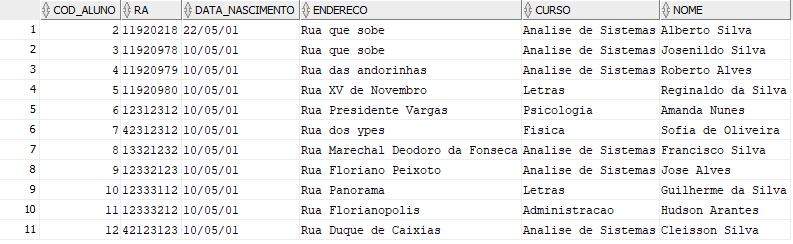 COD_ALUNO RA DATA_NASCIMENTO ENDERECO CURSO NOME
1 2 11920218 22/05/01 Rua que sobe Analise de Sistemas Alberto Silva
2 3 11920978 10/05/01 Rua que sobe Analise de Sistemas Josenildo Silva
3 4 11920979 10/05/01 Rua das andorinhas Analise de Sistemas Roberto Alves
4 5 11920980 10/05/01 Rua XV de Novembro Letras Reginaldo da Silva
5 6 12312312 10/05/01 Rua Presidente Vargas Psicologia Amanda Nunes
6 7 42312312 10/05/01 Rua dos ypes Fisica Sofia de Oliveira
7 8 13321232 10/05/01 Rua Marechal Deodoro da Fonseca Analise de Sistemas Francisco Silva
8 9 12332123 10/05/01 Rua Floriano Peixoto Analise de Sistemas Jose Alves
9 10 12333112 10/05/01 Rua Panorama Letras Guilherme da Silva
10 11 12333212 10/05/01 Rua Florianopolis Administracao Hudson Arantes
11 12 42123123 10/05/01 Rua Duque de Caixias Analise de Sistemas Cleisson Silva